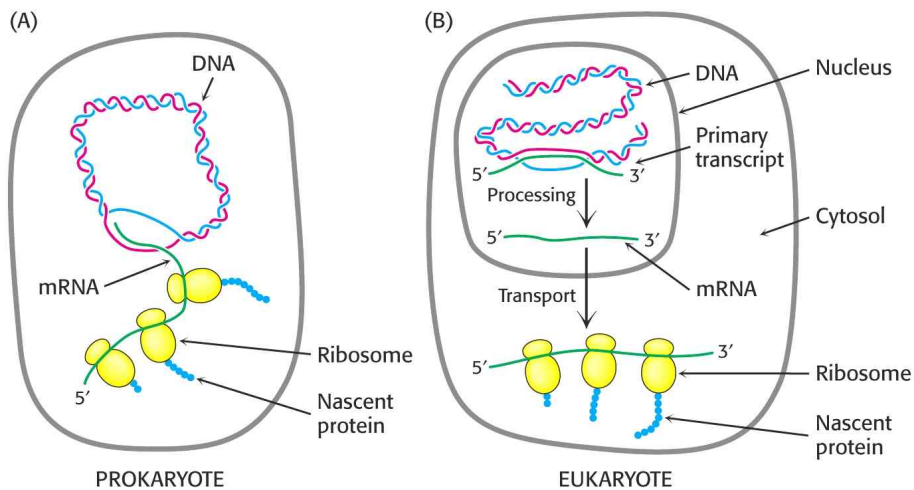 (A)
DNA
mRNA
Ribosome
5′
Nascent
protein
PROKARYOTE
(B)
DNA
Nucleus
Primary
transcript
5′
3′
Processing
Cytosol
5′
3′
mRNA
Transport
5′
3′
Ribosome
Nascent
protein
EUKARYOTE